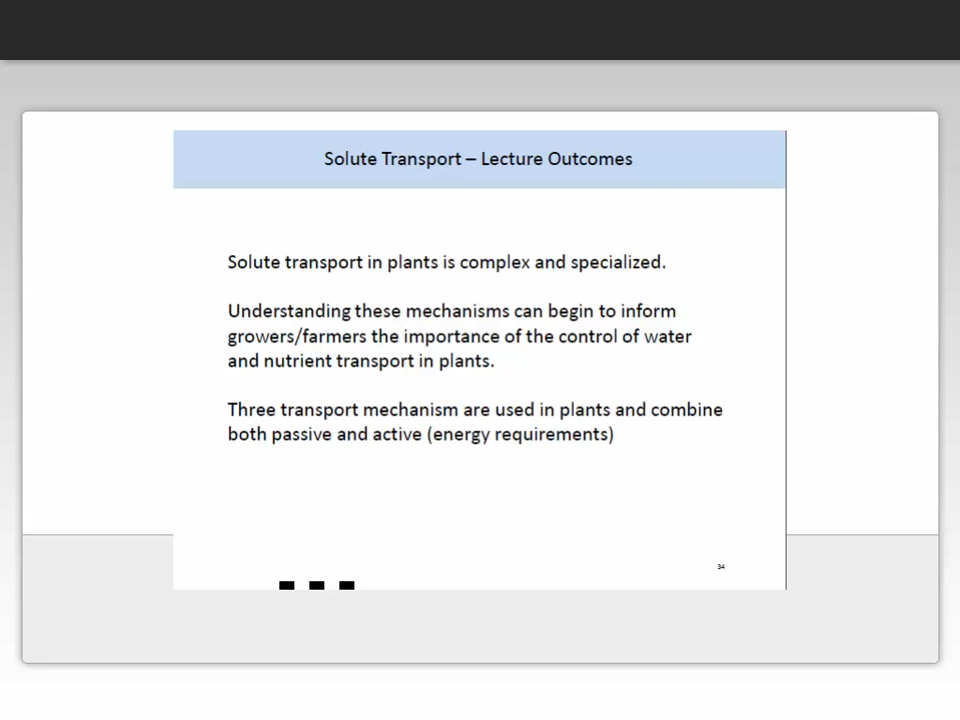 Solute Transport – Lecture Outcomes
Solute transport in plants is complex and specialized.
Understanding these mechanisms can begin to inform
growers/farmers the importance of the control of water
and nutrient transport in plants.
Three transport mechanism are used in plants and combine
both passive and active (energy requirements)
34